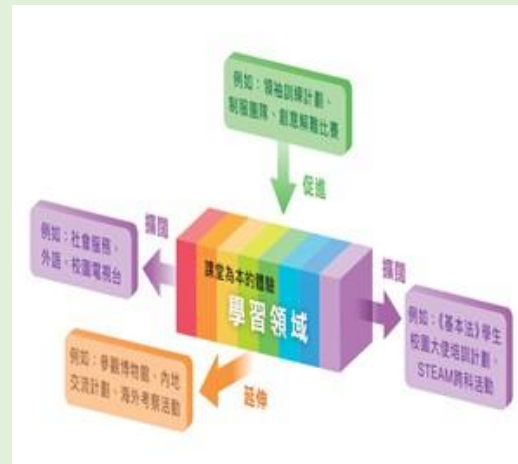 例如：領袖訓練計劃、
制服團隊、創意解難比賽
促進
擴闊
例如：社會服務、
外語、校園電視台
課堂為本的體驗
學習領域
擴闊
例如：《基本法》學生
校園大使培訓計劃、
STEAM跨科活動
例如：參觀博物館、內地
交流計劃、海外考察活動
延伸